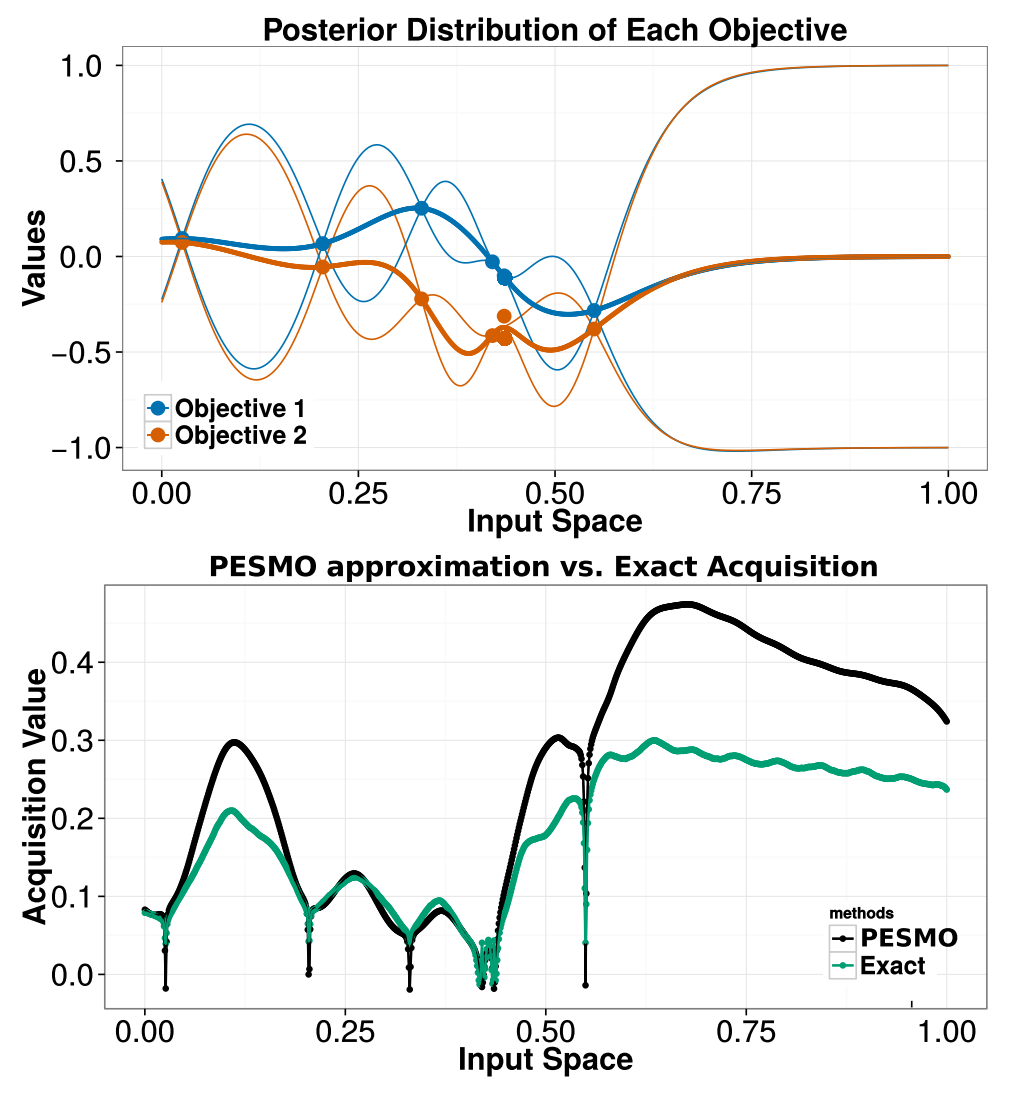 Posterior Distribution of Each Objective
Values
1.0
0.5
0.0
−0.5
−1.0
Objective 1
Objective 2
0.00 0.25 0.50 0.75 1.00
Input Space
PESMO approximation vs. Exact Acquisition
Acquisition Value
0.4
0.3
0.2
0.1
0.0
methods
PESMO
Exact
0.00 0.25 0.50 0.75 1.00
Input Space